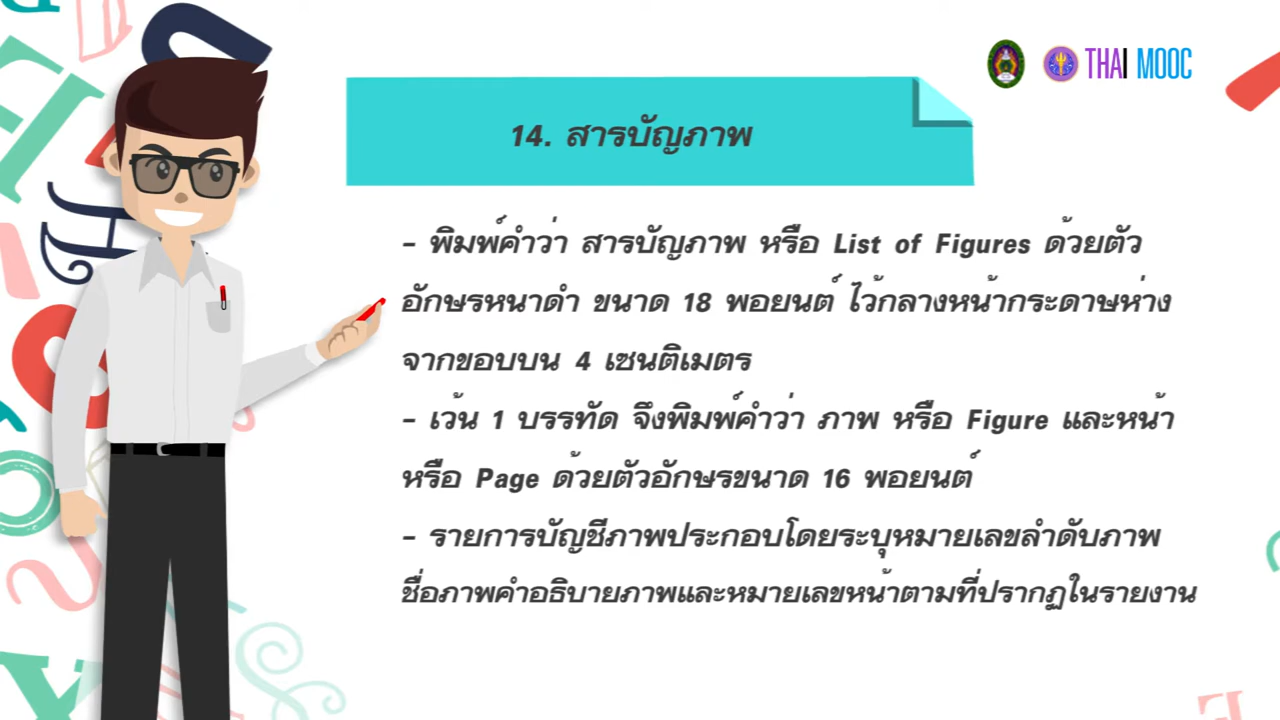 THAI MOOC
14. สารบัญภาพ
- พิมพ์คำว่า สารบัญภาพ หรือ List of Figures ด้วยตัว
อักษรหนาดำ ขนาด 18 พอยนต์ ไว้กลางหน้ากระดาษห่าง
จากขอบบน 4 เซนติเมตร
- เว้น 1 บรรทัด จึงพิมพ์คำว่า ภาพ หรือ Figure และหน้า
หรือ Page ด้วยตัวอักษรขนาด 16 พอยนต์
- รายการบัญชีภาพประกอบโดยระบุหมายเลขลำดับภาพ
ชื่อภาพคำอธิบายภาพและหมายเลขหน้าตามที่ปรากฏในรายงาน